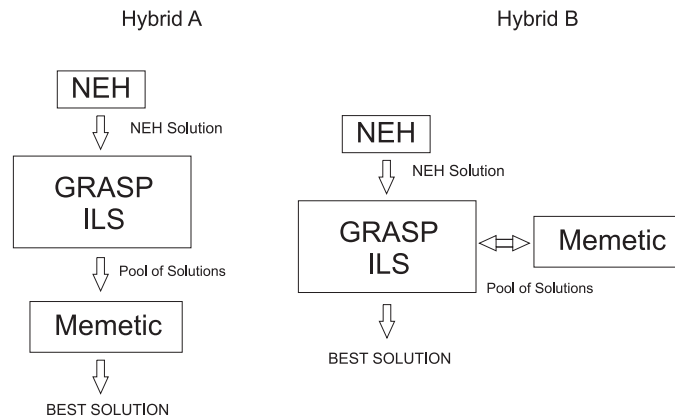 Hybrid A
NEH
NEH Solution
GRASP
ILS
Pool of Solutions
Memetic
BEST SOLUTION
Hybrid B
NEH
NEH Solution
GRASP
ILS
Memetic
Pool of Solutions
BEST SOLUTION